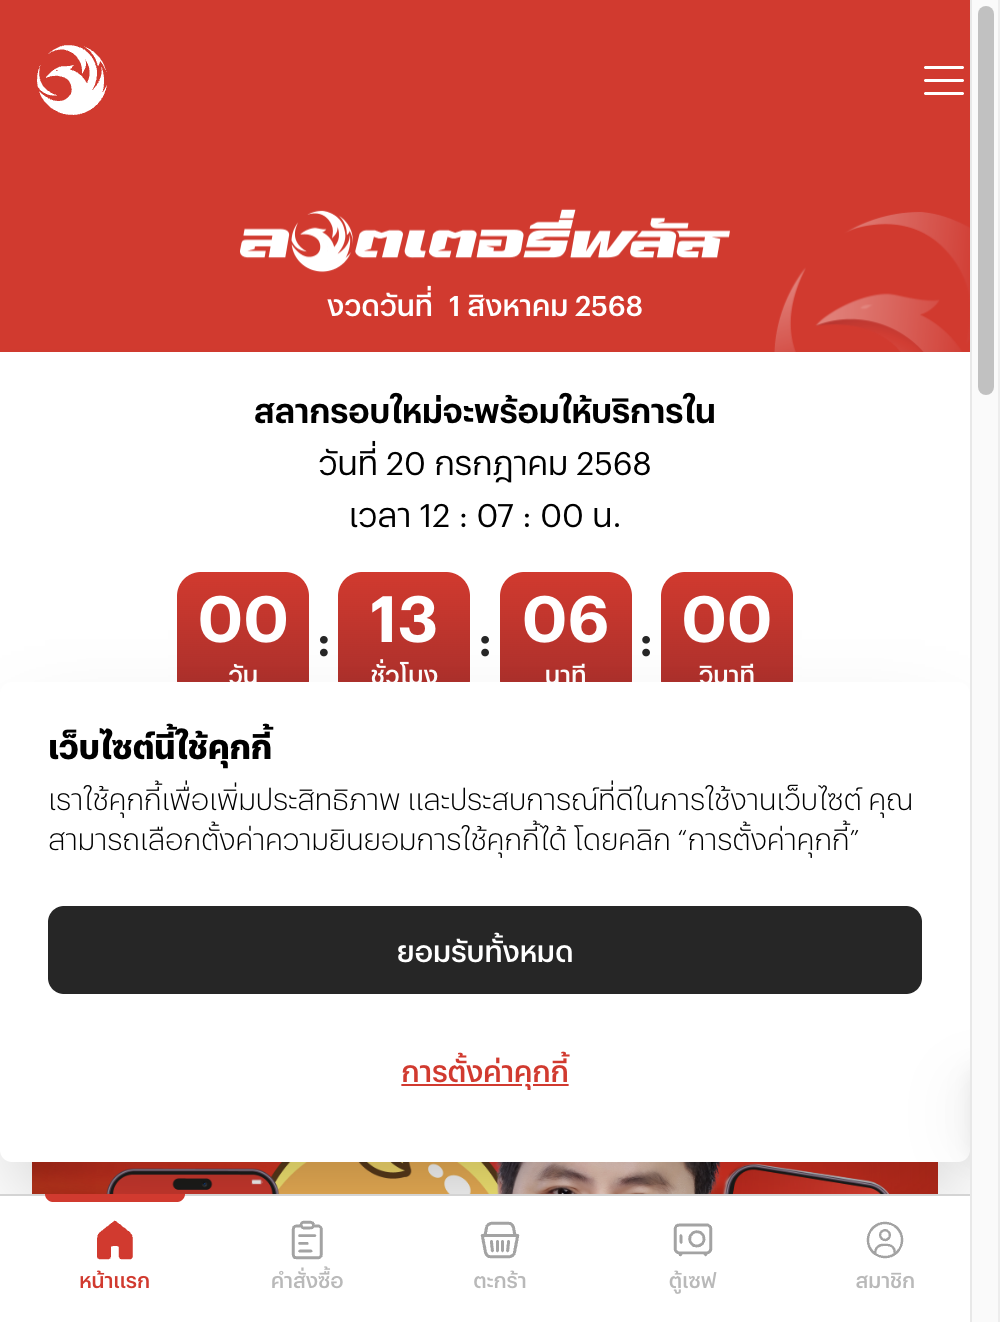 ลอตเตอรี่พลัส
งวดวันที่ 1 สิงหาคม 2568
สลากรอบใหม่จะพร้อมให้บริการใน
วันที่ 20 กรกฎาคม 2568
เวลา 12 : 07 : 00 น.
00 : 13 : 06 : 00
วัน ชั่วโมง นาที วินาที
เว็บไซต์นี้ใช้คุกกี้
เราใช้คุกกี้เพื่อเพิ่มประสิทธิภาพ และประสบการณ์ที่ดีในการใช้งานเว็บไซต์ คุณ
สามารถเลือกตั้งค่าความยินยอมการใช้คุกกี้ได้ โดยคลิก “การตั้งค่าคุกกี้”
ยอมรับทั้งหมด
การตั้งค่าคุกกี้
หน้าแรก คำสั่งซื้อ ตะกร้า ตู้เซฟ สมาชิก